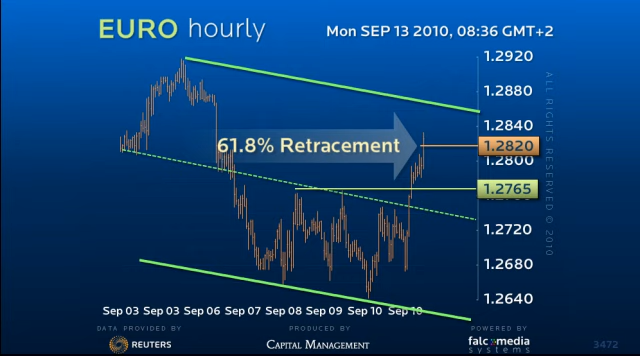 EURO hourly
Mon SEP 13 2010, 08:36 GMT+2
1.2920
1.2880
1.2840
61.8% Retracement
1.2820
1.2800
1.2765
1.2720
1.2680
1.2640
ALL RIGHTS RESERVED © 2010
Sep 03 Sep 03 Sep 06 Sep 07 Sep 08 Sep 09 Sep 10 Sep 10
DATA PROVIDED BY
REUTERS
PRODUCED BY
CAPITAL MANAGEMENT
POWERED BY
falc media
systems
3472